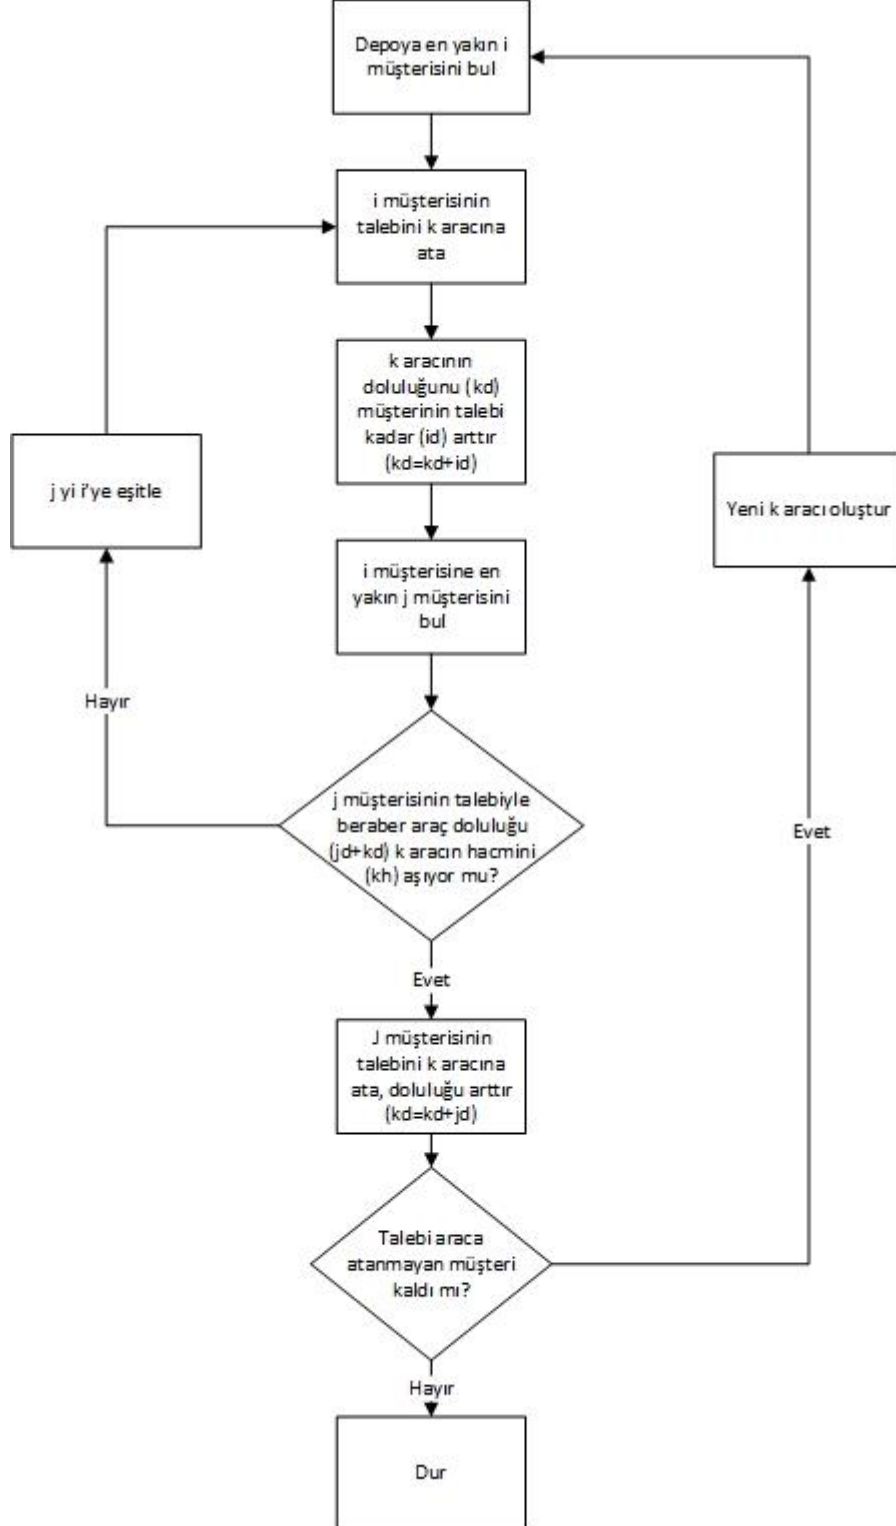 Depoya en yakın i
müşterisini bul
i müşterisinin
talebini k aracına
ata
k aracının
doluluğunu (kd)
müşterinin talebi
kadar (id) arttır
(kd=kd+id)
j yi i'ye eşitle
Yeni k aracı oluştur
i müşterisine en
yakın j müşterisini
bul
Hayır
j müşterisinin talebiyle
beraber araç doluluğu
(jd+kd) k aracın hacmini
(kh) aşıyor mu?
Evet
Evet
J müşterisinin
talebini k aracına
ata, doluluğu arttır
(kd=kd+jd)
Talebi araca
atanmayan müşteri
kaldı mı?
Hayır
Dur